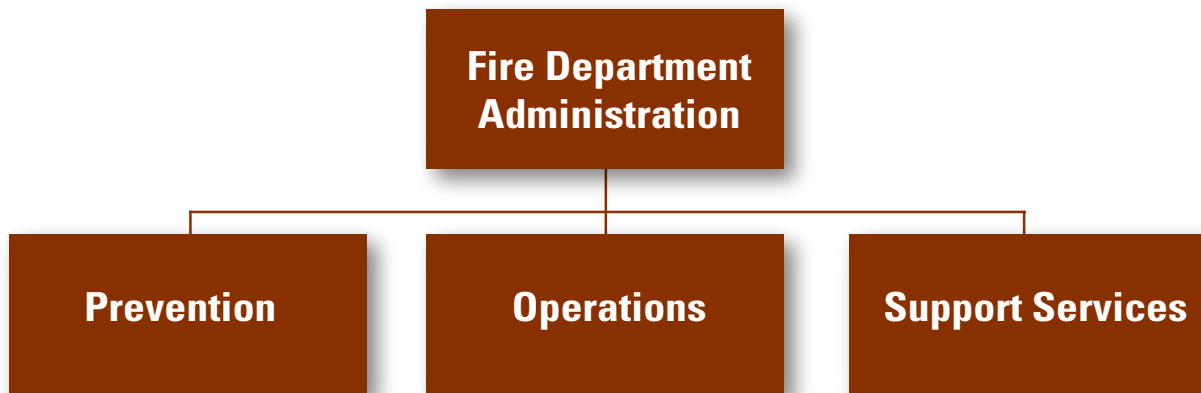 Fire Department
Administration
Prevention
Operations
Support Services